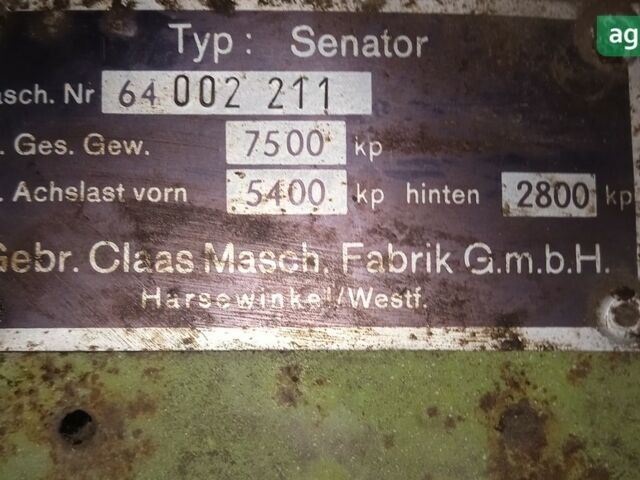 ag
Typ: Senator
asch. Nr 64 002 211
. Ges. Gew. 7500 kp
. Achslast vorn 5400 kp hinten 2800 kp
Gebr. Claas Masch. Fabrik G.m.b.H.
Harsewinkel/Westf.